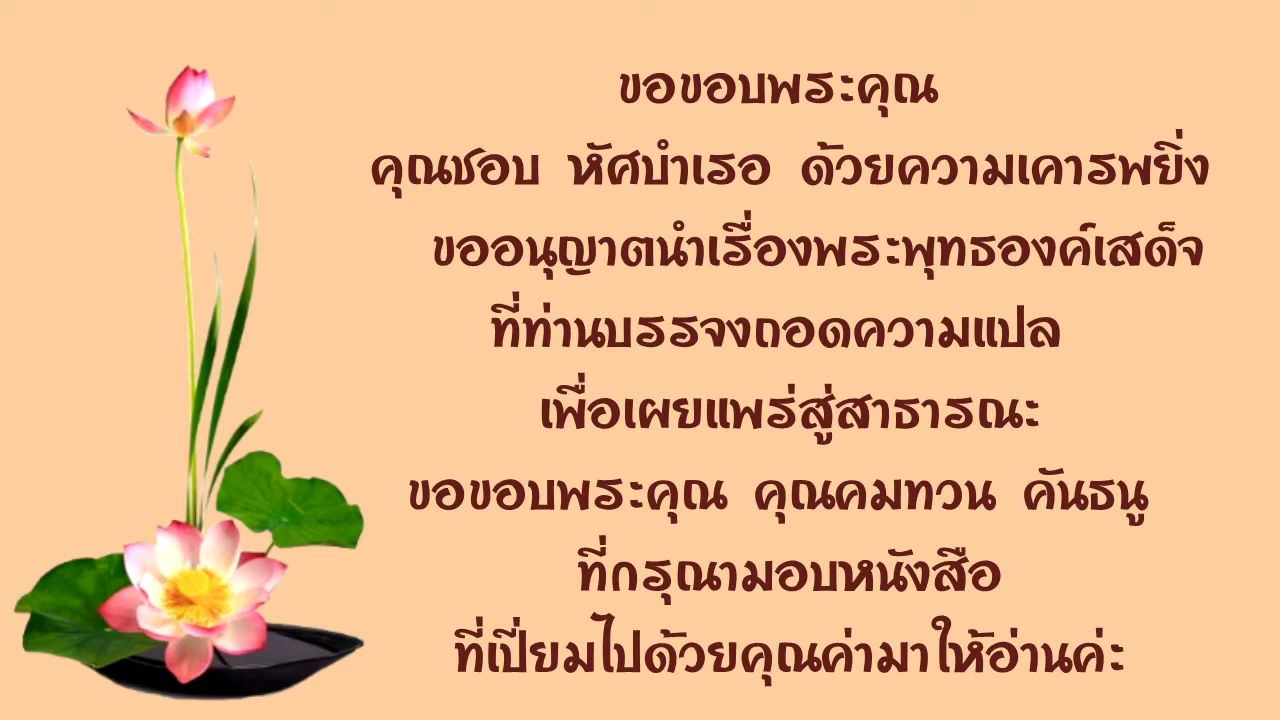 ขอขอบพระคุณ
คุณชอบ หัศบำเรอ ด้วยความเคารพยิ่ง
ขออนุญาตนำเรื่องพระพุทธองค์เสด็จ
ที่ท่านบรรจงถอดความแปล
เพื่อเผยแพร่สู่สาธารณะ
ขอขอบพระคุณ คุณคมทวน คันธนู
ที่กรุณามอบหนังสือ
ที่เปี่ยมไปด้วยคุณค่ามาให้อ่านค่ะ